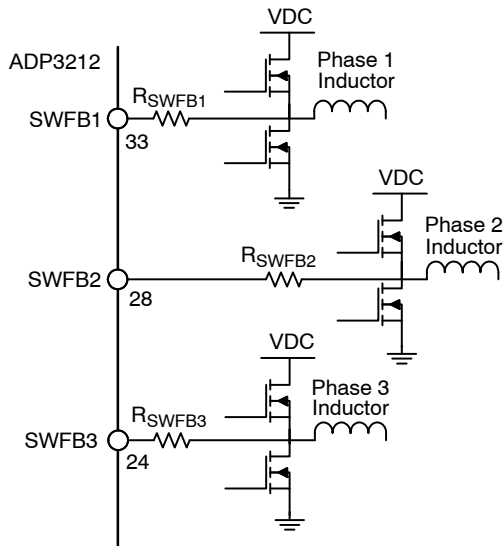 VDC
ADP3212
Phase 1
Inductor
RSWFB1
SWFB1
33
VDC
Phase 2
Inductor
RSWFB2
SWFB2
28
VDC
Phase 3
Inductor
RSWFB3
SWFB3
24